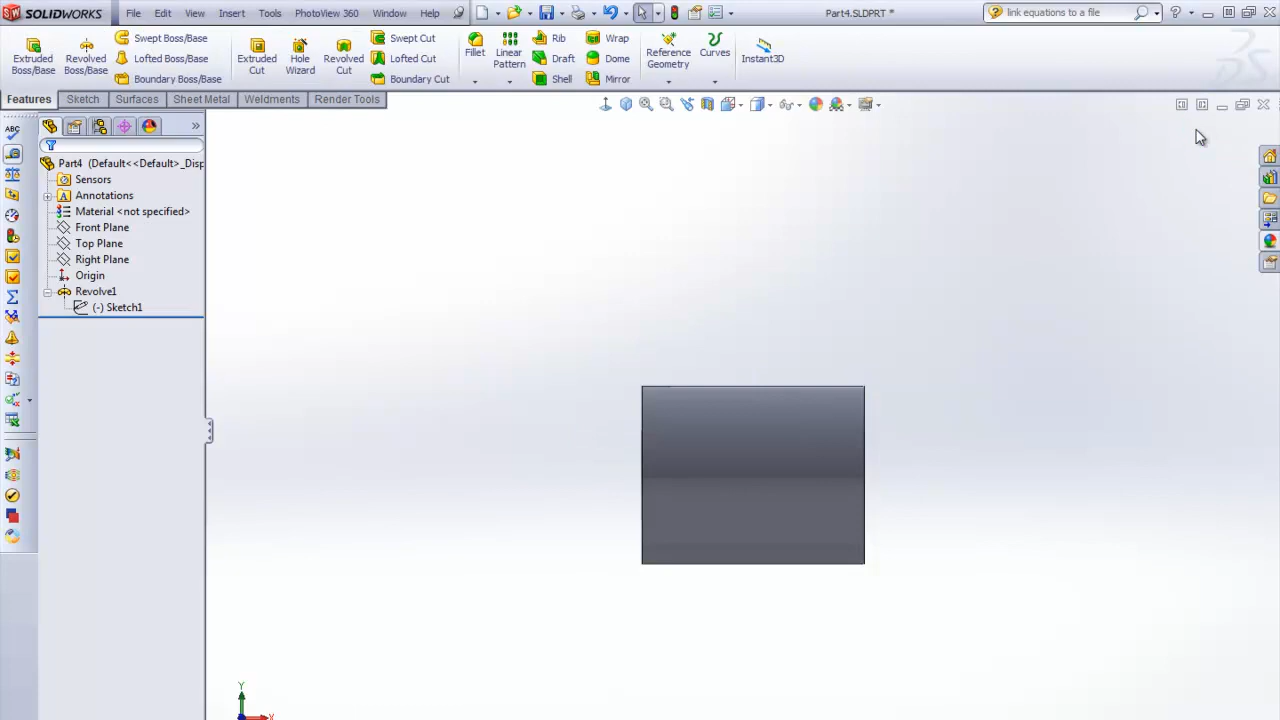 SOLIDWORKS File Edit View Insert Tools PhotoView 360 Window Help Part4.SLDPRT * link equations to a file
Extruded Boss/Base
Revolved Boss/Base
Swept Boss/Base
Lofted Boss/Base
Boundary Boss/Base
Extruded Cut
Hole Wizard
Revolved Cut
Swept Cut
Lofted Cut
Boundary Cut
Fillet
Linear Pattern
Rib
Draft
Shell
Wrap
Dome
Mirror
Reference Geometry
Curves
Instant3D
Features Sketch Surfaces Sheet Metal Weldments Render Tools
Part4 (Default<<Default>_Disp
Sensors
Annotations
Material <not specified>
Front Plane
Top Plane
Right Plane
Origin
Revolve1
(-) Sketch1
Y
X